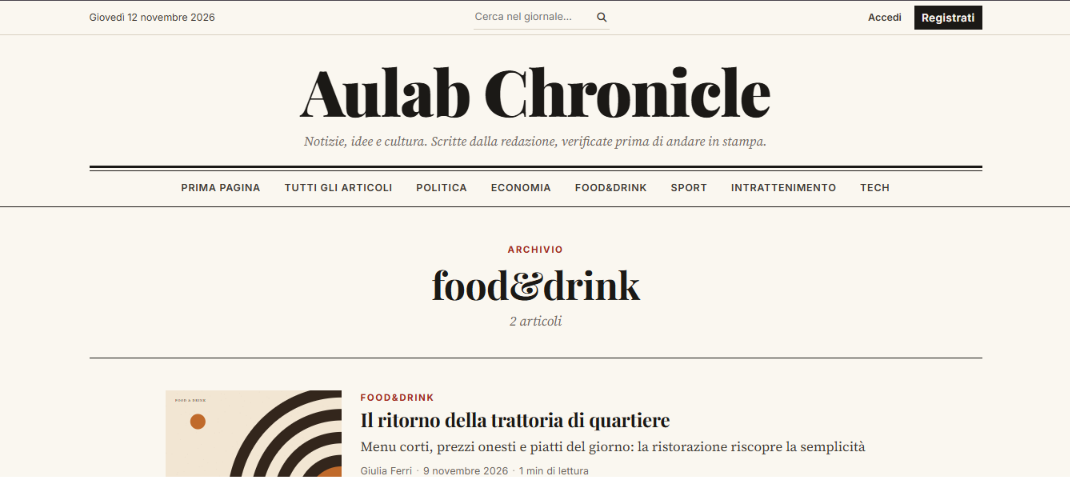 Giovedì 12 novembre 2026
Cerca nel giornale...
Accedi
Registrati
Aulab Chronicle
Notizie, idee e cultura. Scritte dalla redazione, verificate prima di andare in stampa.
PRIMA PAGINA TUTTI GLI ARTICOLI POLITICA ECONOMIA FOOD&DRINK SPORT INTRATTENIMENTO TECH
ARCHIVIO
food&drink
2 articoli
FOOD & DRINK
FOOD&DRINK
Il ritorno della trattoria di quartiere
Menu corti, prezzi onesti e piatti del giorno: la ristorazione riscopre la semplicità
Giulia Ferri · 9 novembre 2026 · 1 min di lettura